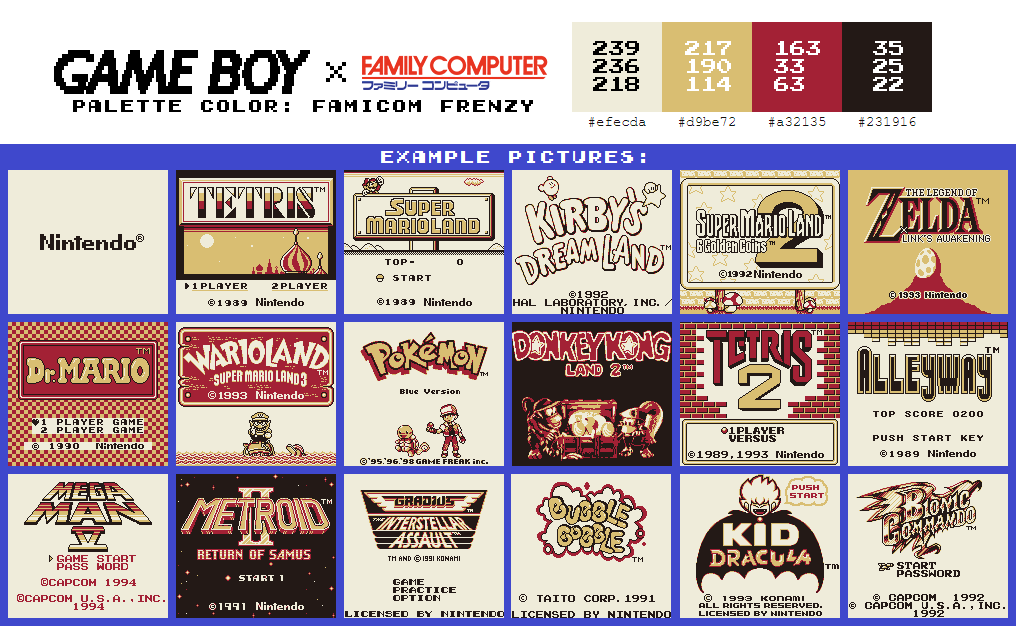 GAME BOY × FAMILY COMPUTER
ファミリー コンピュータ
PALETTE COLOR: FAMICOM FRENZY
239 217 163 35
236 190 33 25
218 114 63 22
#efecda #d9be72 #a32135 #231916
EXAMPLE PICTURES:
Nintendo®
TETRIS™
1PLAYER 2PLAYER
©1989 Nintendo
SUPER
MARIOLAND
TOP- 0
START
©1989 Nintendo
KIRBY'S
DREAM LAND™
©1992
HAL LABORATORY, INC. /
NINTENDO
SUPER MARIO LAND™
6 Golden Coins™ 2
©1992 Nintendo
THE LEGEND OF
ZELDA™
LINK'S AWAKENING
©1993 Nintendo
Dr. MARIO™
1 PLAYER GAME
2 PLAYER GAME
© 1990 Nintendo
WARIOLAND
SUPER MARIO LAND 3™
©1993 Nintendo
POKéMON™
Blue Version
©'95.'96.'98 GAME FREAK inc.
DONKEY KONG
LAND 2™
TETRIS™
2
1PLAYER
VERSUS
©1989,1993 Nintendo
ALLEYWAY™
TOP SCORE 0200
PUSH START KEY
©1989 Nintendo
MEGA
MAN
V
GAME START
PASS WORD
©CAPCOM 1994
©CAPCOM U.S.A.,INC.
1994
II
METROID™
RETURN OF SAMUS
START 1
©1991 Nintendo
GRADIUS
THE INTERSTELLAR
ASSAULT
TM AND © 1991 KONAMI
GAME
PRACTICE
OPTION
LICENSED BY NINTENDO
BUBBLE
BOBBLE™
© TAITO CORP. 1991
LICENSED BY NINTENDO
PUSH
START
KID
DRACULA™
© 1993 KONAMI
ALL RIGHTS RESERVED.
LICENSED BY NINTENDO
BIONIC
COMMANDO™
START
PASSWORD
© CAPCOM 1992
© CAPCOM U.S.A.,INC.
1992